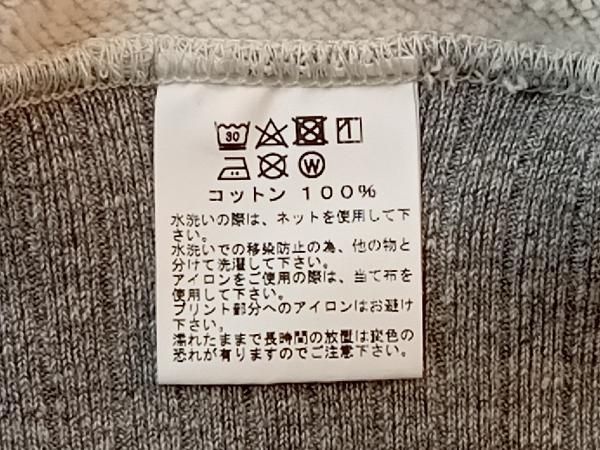 30
W
コットン 100%
水洗いの際は、ネットを使用して下
さい。
水洗いでの移染防止の為、他の物と
分けて洗濯して下さい。
アイロンをご使用の際は、当て布を
使用して下さい。
プリント部分へのアイロンはお避け
下さい。
濡れたままで長時間の放置は変色の
恐れが有りますのでご注意下さい。